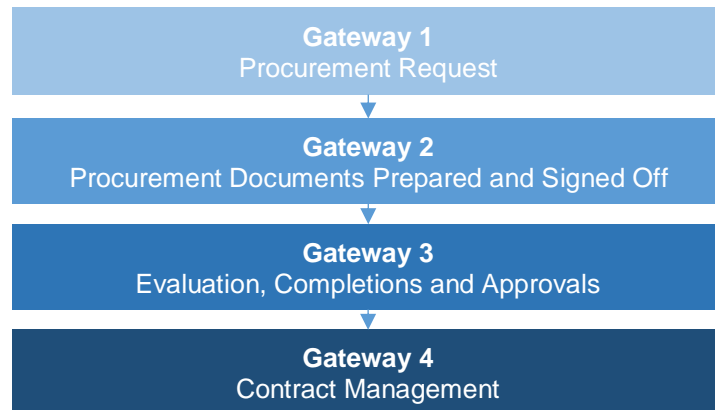 Gateway 1
Procurement Request
Gateway 2
Procurement Documents Prepared and Signed Off
Gateway 3
Evaluation, Completions and Approvals
Gateway 4
Contract Management